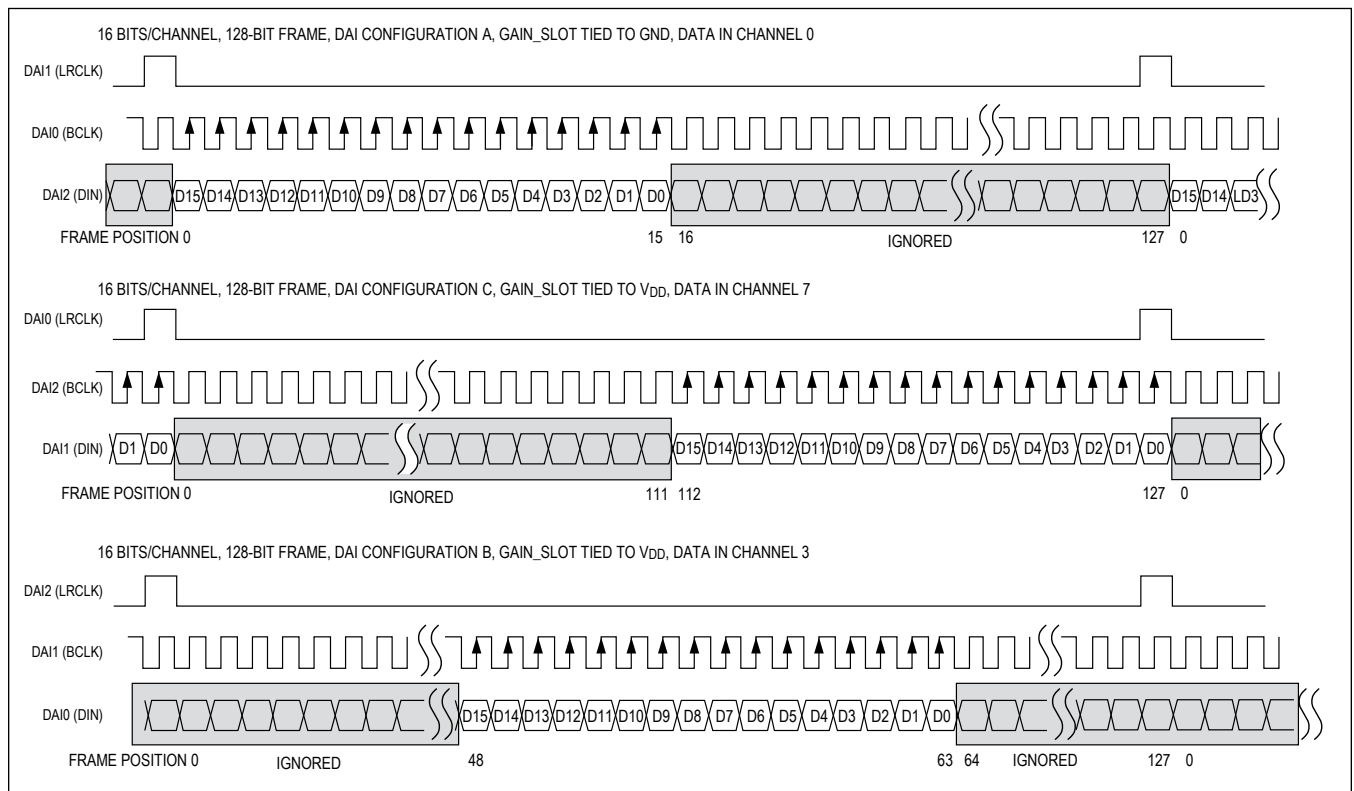 16 BITS/CHANNEL, 128-BIT FRAME, DAI CONFIGURATION A, GAIN_SLOT TIED TO GND, DATA IN CHANNEL 0
DAI1 (LRCLK)
DAI0 (BCLK)
DAI2 (DIN) D15 D14 D13 D12 D11 D10 D9 D8 D7 D6 D5 D4 D3 D2 D1 D0 D15 D14 LD3
FRAME POSITION 0 15 16 IGNORED 127 0
16 BITS/CHANNEL, 128-BIT FRAME, DAI CONFIGURATION C, GAIN_SLOT TIED TO VDD, DATA IN CHANNEL 7
DAI0 (LRCLK)
DAI2 (BCLK)
DAI1 (DIN) D1 D0 D15 D14 D13 D12 D11 D10 D9 D8 D7 D6 D5 D4 D3 D2 D1 D0
FRAME POSITION 0 IGNORED 111 112 127 0
16 BITS/CHANNEL, 128-BIT FRAME, DAI CONFIGURATION B, GAIN_SLOT TIED TO VDD, DATA IN CHANNEL 3
DAI2 (LRCLK)
DAI1 (BCLK)
DAI0 (DIN) D15 D14 D13 D12 D11 D10 D9 D8 D7 D6 D5 D4 D3 D2 D1 D0
FRAME POSITION 0 IGNORED 48 63 64 IGNORED 127 0